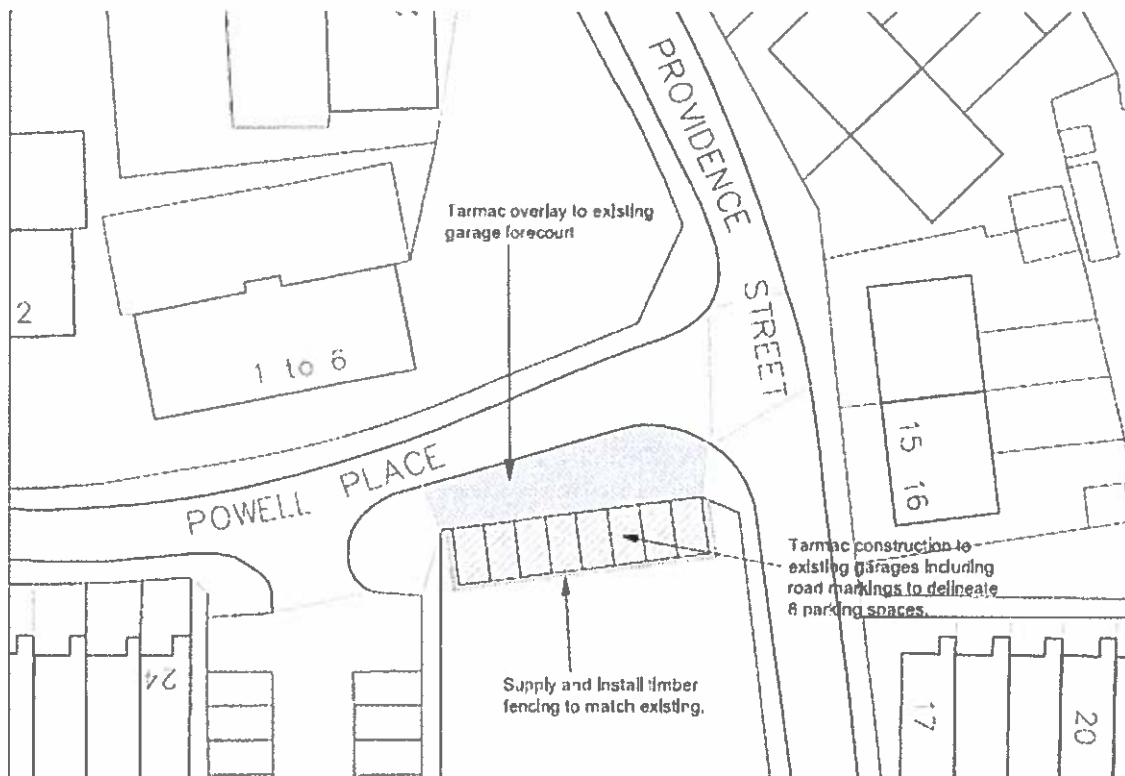 PROVIDENCE
STREET
Tarmac overlay to existing
garage forecourt
2
1 to 6
POWELL PLACE
15
16
Tarmac construction to
existing garages including
road markings to delineate
8 parking spaces.
24
Supply and install timber
fencing to match existing.
17
20